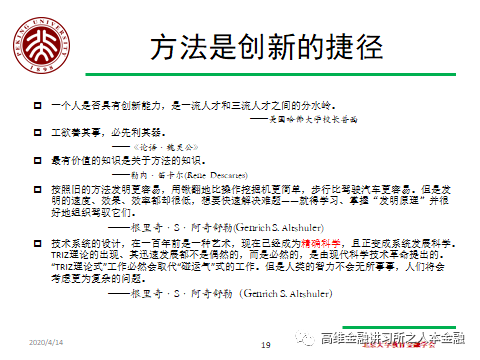 PEKING UNIVERSITY
1898
方法是创新的捷径
一个人是否具有创新能力，是一流人才和三流人才之间的分水岭。
——美国哈佛大学校长普西
工欲善其事，必先利其器。
——《论语·魏灵公》
最有价值的知识是关于方法的知识。
——勒内·笛卡尔(Rene· Descartes)
按照旧的方法发明更容易，用锹翻地比操作挖掘机更简单，步行比驾驶汽车更容易。但是发
明的速度、效果、效率都却很低，想要快速解决难题——就得学习、掌握“发明原理”并很
好地组织驾驭它们。
——根里奇·S·阿奇舒勒(Genrich S. Altshuler)
技术系统的设计，在一百年前是一种艺术，现在已经成为精确科学，且正变成系统发展科学。
TRIZ理论的出现、其迅速发展都不是偶然的，而是必然的，是由现代科学技术革命提出的。
“TRIZ理论式”工作必然会取代“碰运气”式的工作。但是人类的智力不会无所事事，人们将会
考虑更为复杂的问题。
——根里奇·S·阿奇舒勒（Genrich S. Altshuler）
2020/4/14
19
高维金融讲习所之人本金融